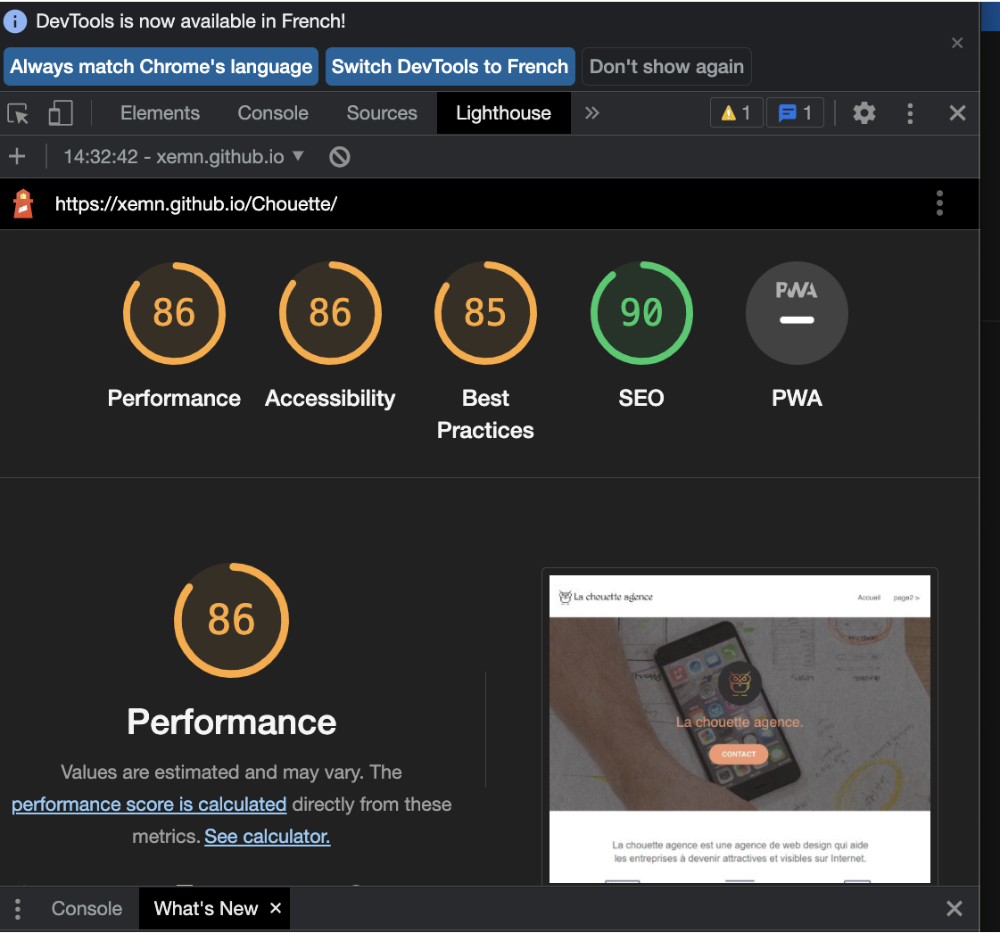 DevTools is now available in French!
Always match Chrome's language
Switch DevTools to French
Don't show again
Elements
Console
Sources
Lighthouse
1
1
14:32:42 - xemn.github.io
https://xemn.github.io/Chouette/
86
86
85
90
PWA
Performance
Accessibility
Best
Practices
SEO
PWA
86
Performance
Values are estimated and may vary. The
performance score is calculated directly from these
metrics. See calculator.
La chouette agence
Accueil
page2 >
La chouette agence.
CONTACT
La chouette agence est une agence de web design qui aide
les entreprises à devenir attractives et visibles sur Internet.
Console
What's New